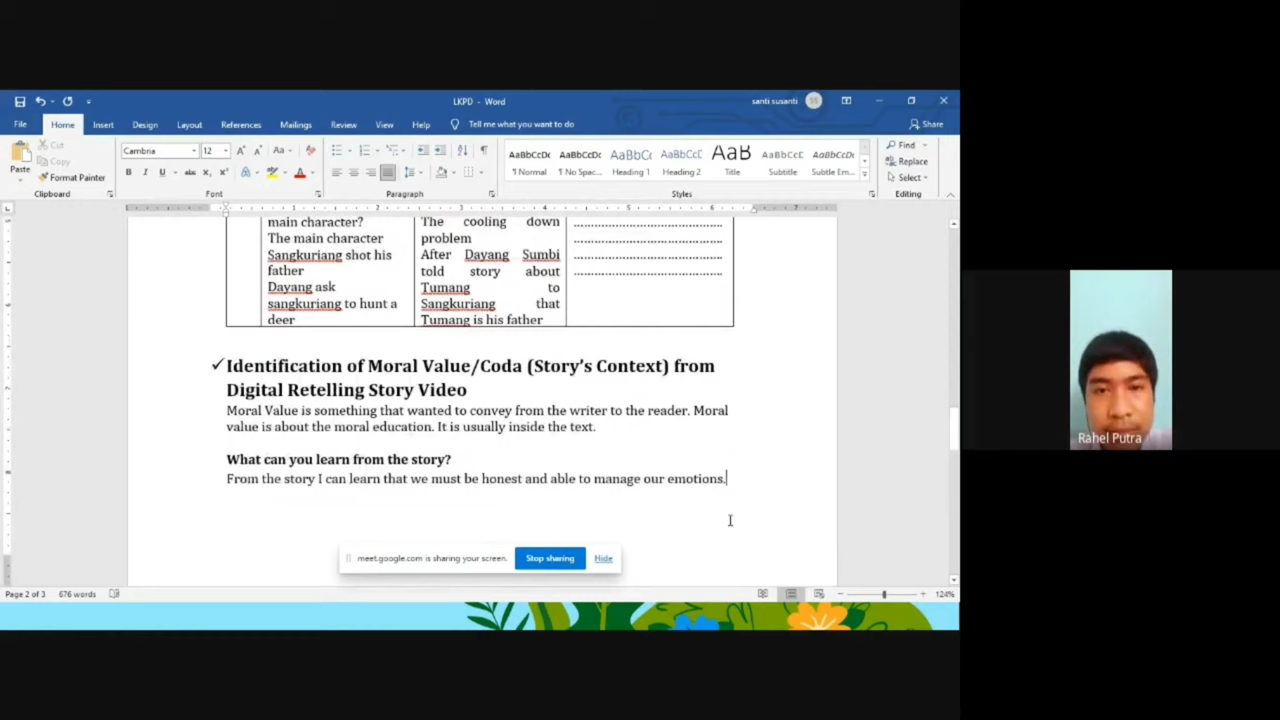 LKPD - Word
santi susanti
SS
File Home Insert Design Layout References Mailings Review View Help Tell me what you want to do
Share
Paste
Cut
Copy
Format Painter
Clipboard
Cambria 12
Font
Paragraph
AaBbCcDc AaBbCcDc AaBbC AaBbCcC AaB AaBbCcE AaBbCcDc
¶ Normal ¶ No Spac... Heading 1 Heading 2 Title Subtitle Subtle Em...
Styles
Find
Replace
Select
Editing
main character?
The main character
Sangkuriang shot his
father
Dayang ask
sangkuriang to hunt a
deer
The cooling down
problem
After Dayang Sumbi
told story about
Tumang to
Sangkuriang that
Tumang is his father
✓Identification of Moral Value/Coda (Story's Context) from
Digital Retelling Story Video
Moral Value is something that wanted to convey from the writer to the reader. Moral
value is about the moral education. It is usually inside the text.
What can you learn from the story?
From the story I can learn that we must be honest and able to manage our emotions.
meet.google.com is sharing your screen. Stop sharing Hide
Page 2 of 3 676 words
124%
Rahel Putra